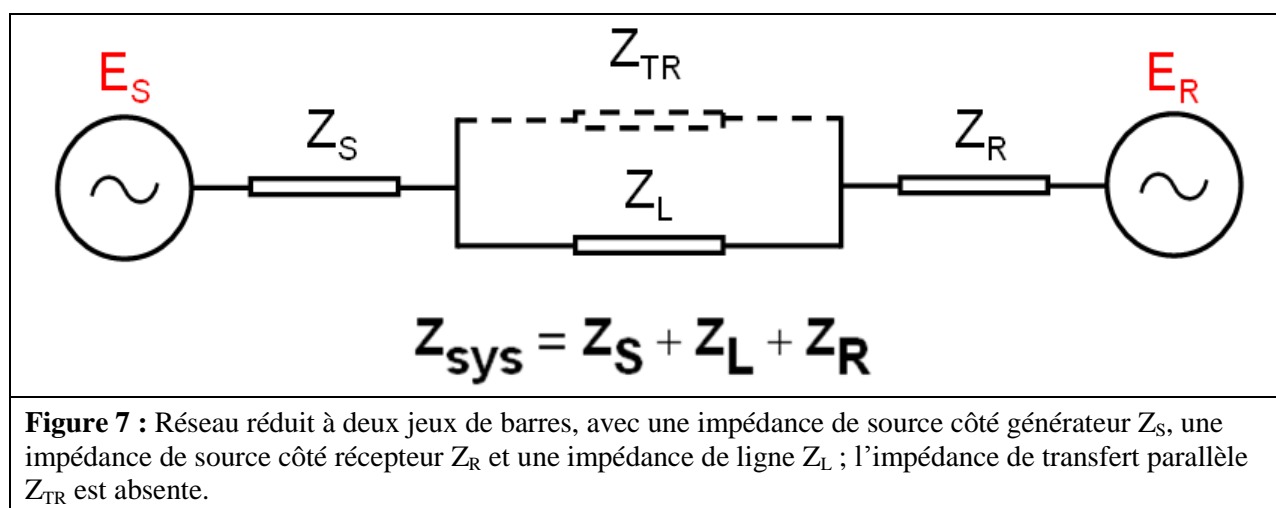 Z_TR
E_S
E_R
Z_S
Z_R
Z_L
Z_sys = Z_S + Z_L + Z_R
Figure 7 : Réseau réduit à deux jeux de barres, avec une impédance de source côté générateur Z_S, une
impédance de source côté récepteur Z_R et une impédance de ligne Z_L ; l'impédance de transfert parallèle
Z_TR est absente.